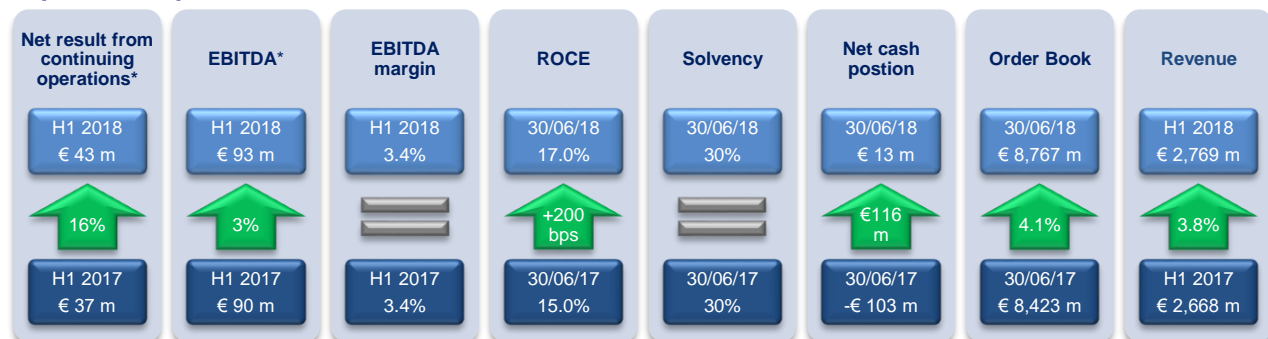 Net result from
continuing
operations*
H1 2018
€ 43 m
16%
H1 2017
€ 37 m
EBITDA*
H1 2018
€ 93 m
3%
H1 2017
€ 90 m
EBITDA
margin
H1 2018
3.4%
H1 2017
3.4%
ROCE
30/06/18
17.0%
+200
bps
30/06/17
15.0%
Solvency
30/06/18
30%
30/06/17
30%
Net cash
postion
30/06/18
€ 13 m
€116
m
30/06/17
-€ 103 m
Order Book
30/06/18
€ 8,767 m
4.1%
30/06/17
€ 8,423 m
Revenue
H1 2018
€ 2,769 m
3.8%
H1 2017
€ 2,668 m